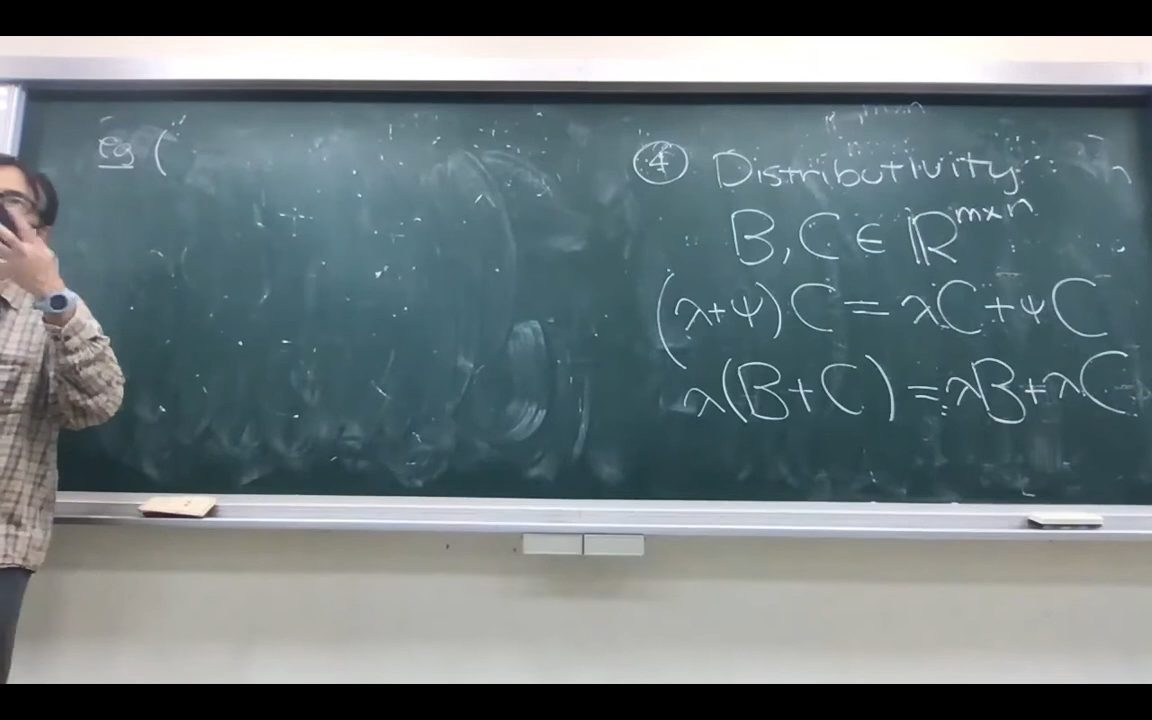 eg (
④ Distributivity
B, C ∈ ℝ^{m×n}
(λ+ψ)C = λC+ψC
λ(B+C) = λB+λC